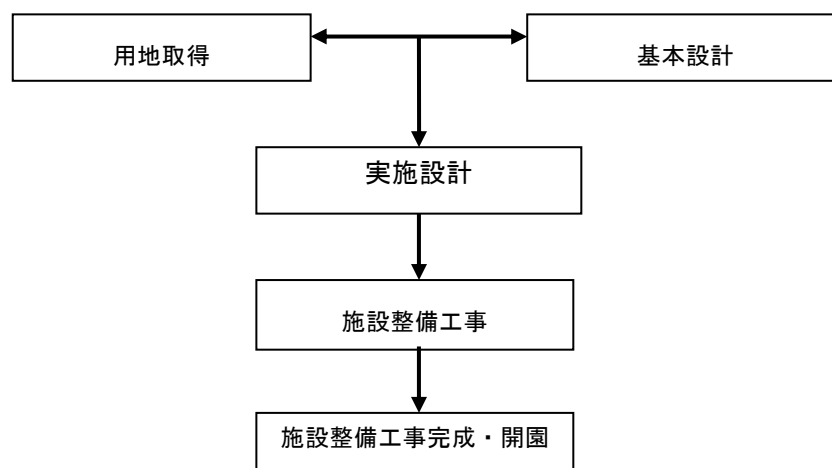 用地取得
基本設計
実施設計
施設整備工事
施設整備工事完成・開園